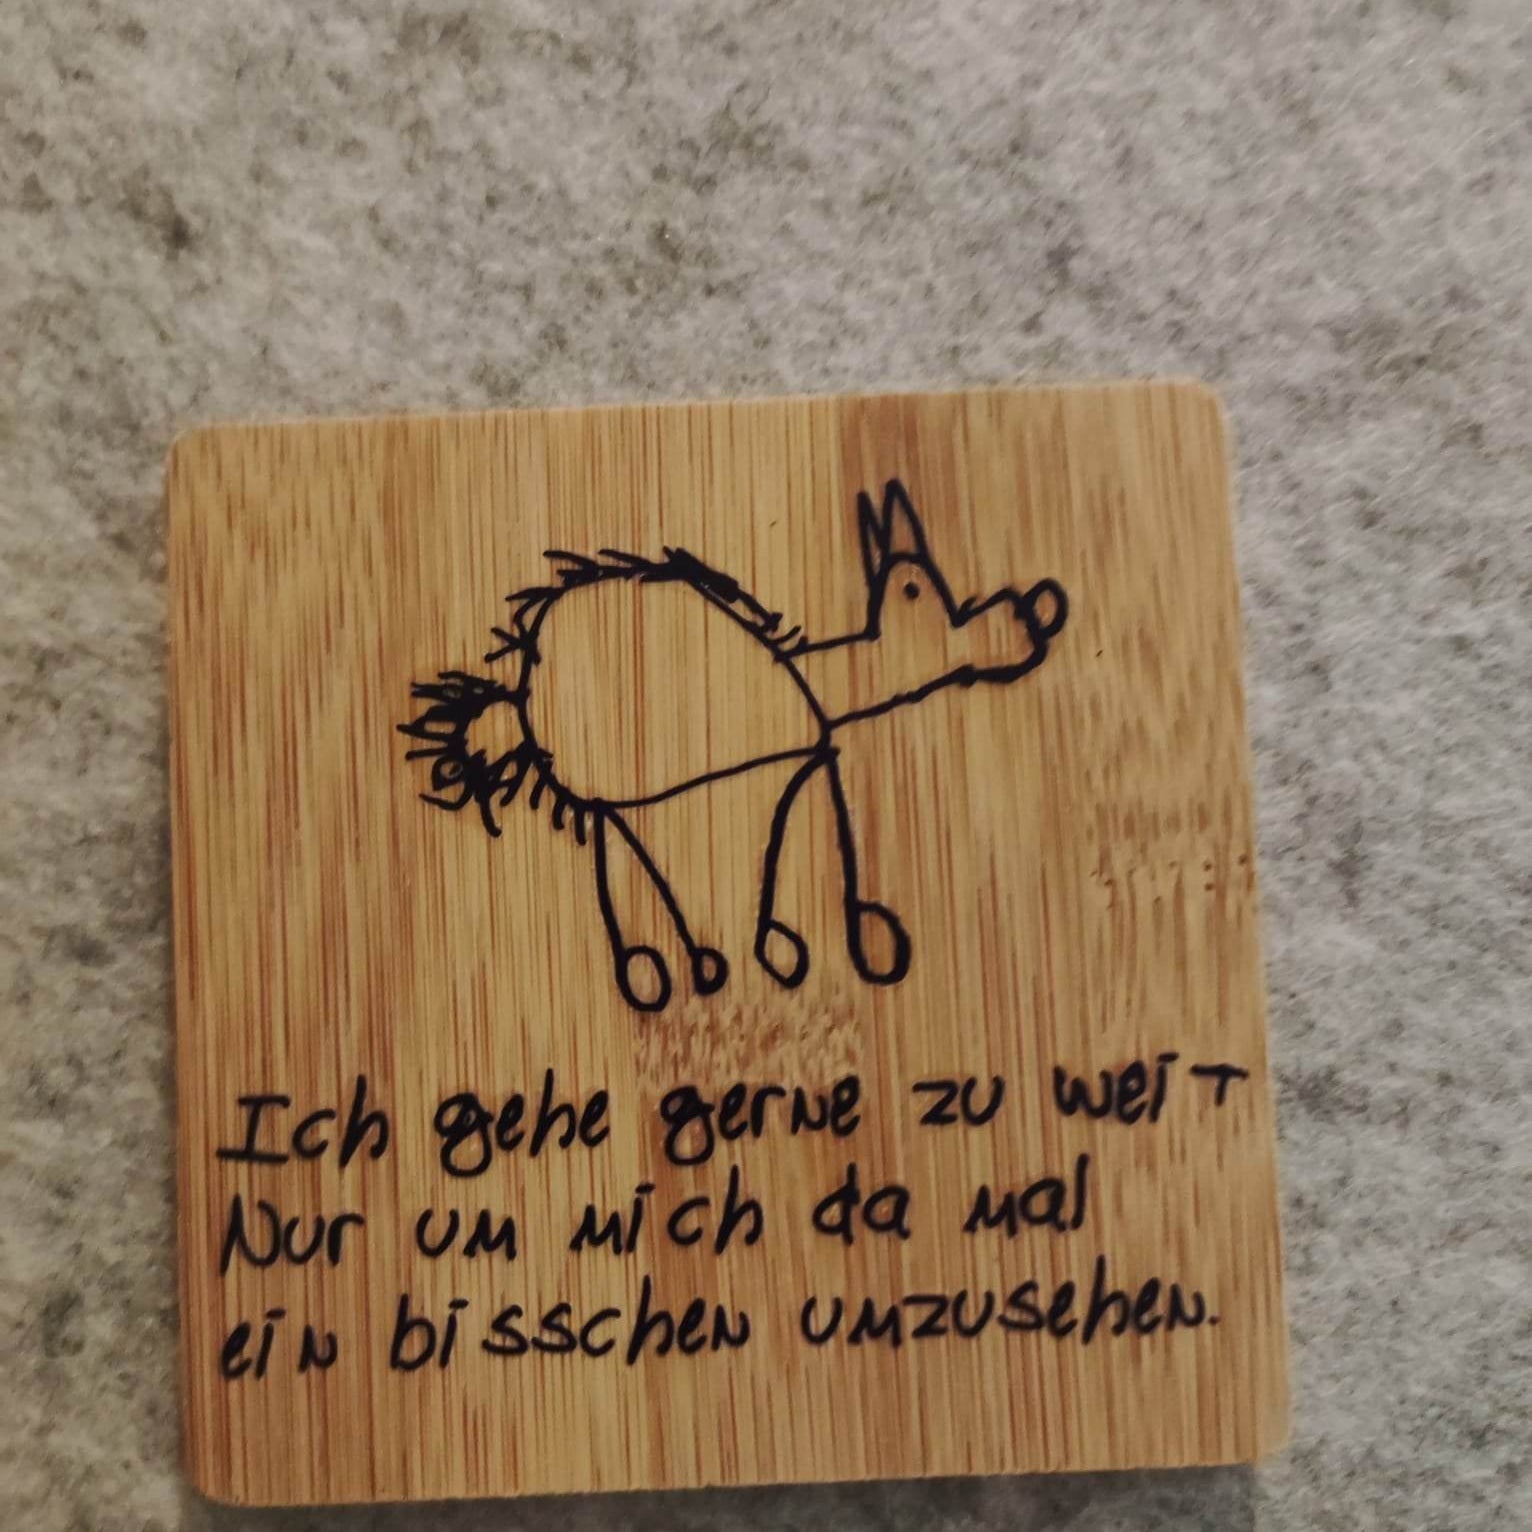 Ich gehe gerne zu weit
Nur um mich da mal
ein bisschen umzusehen.